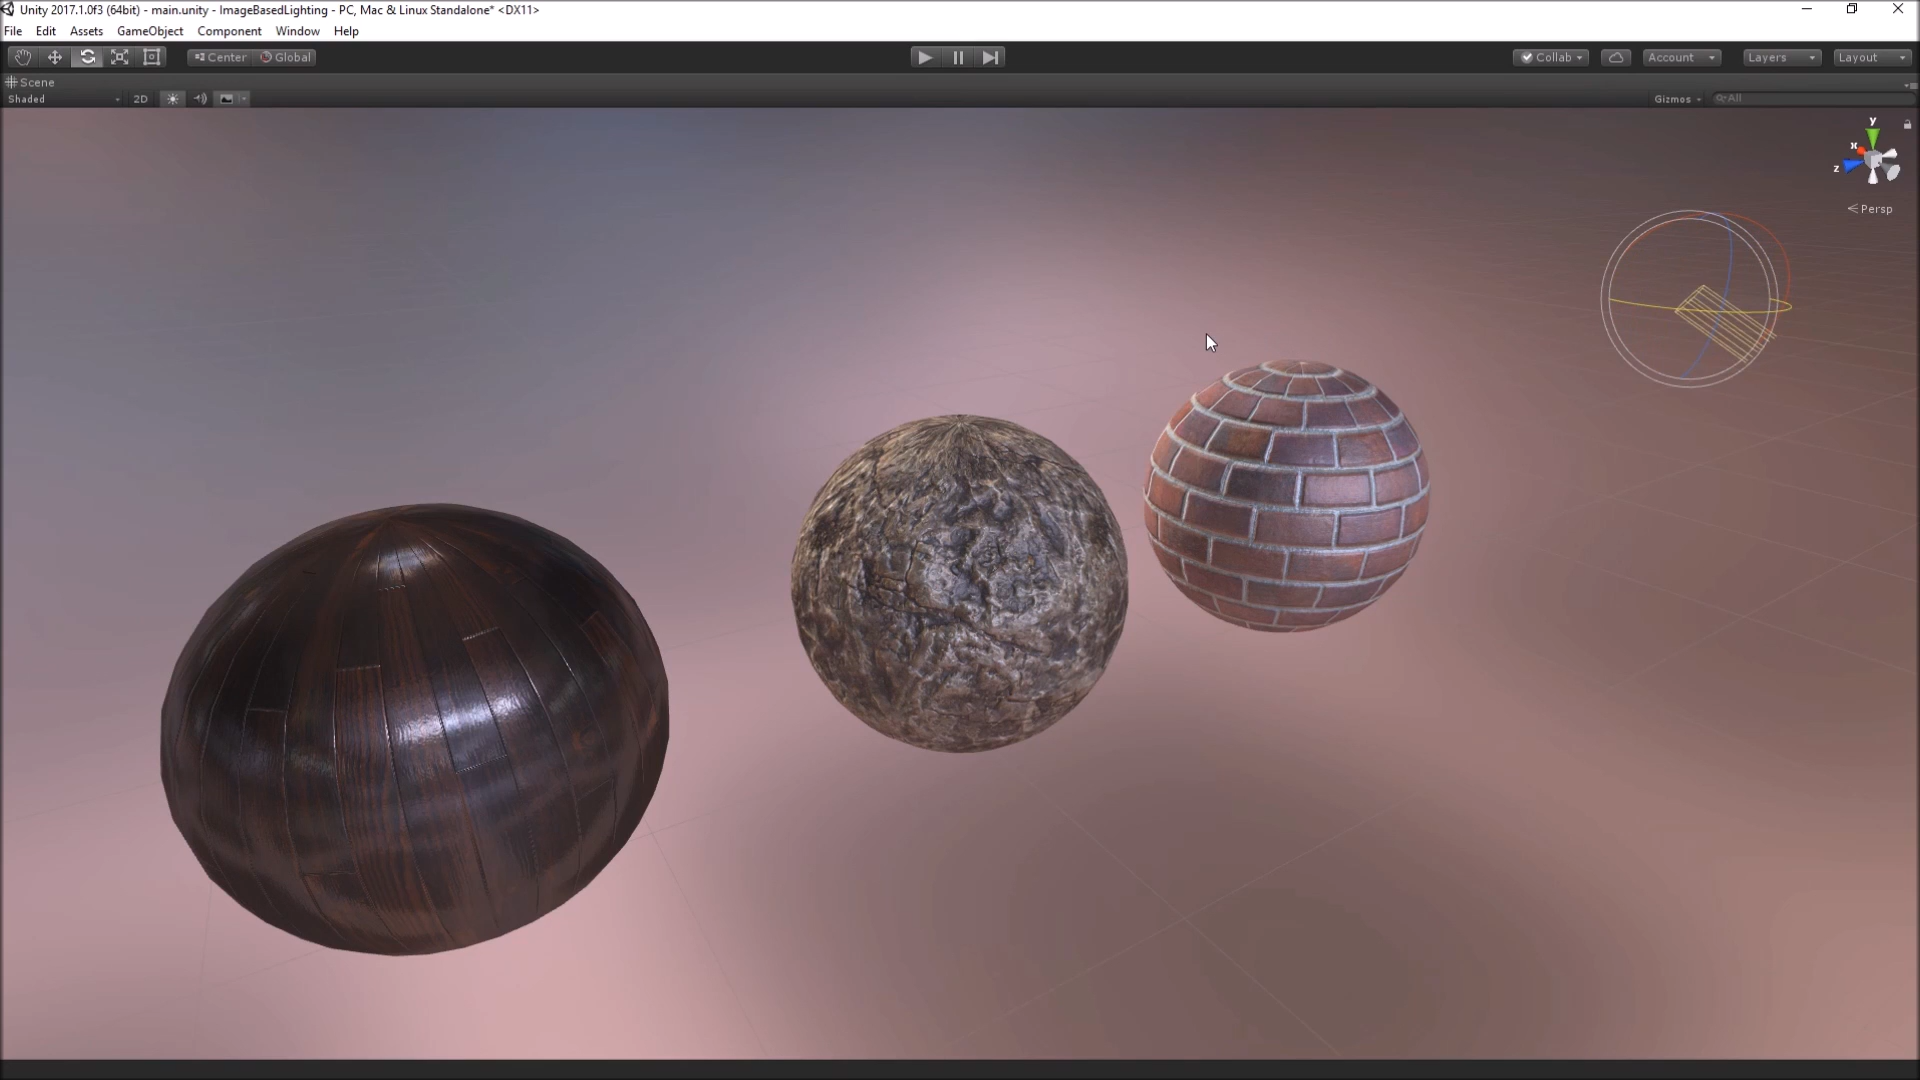 Unity 2017.1.0f3 (64bit) - main.unity - ImageBasedLighting - PC, Mac & Linux Standalone* <DX11>
File Edit Assets GameObject Component Window Help
Center Global Collab Account Layers Layout
Scene
Shaded 2D Gizmos All
y
x
z
Persp